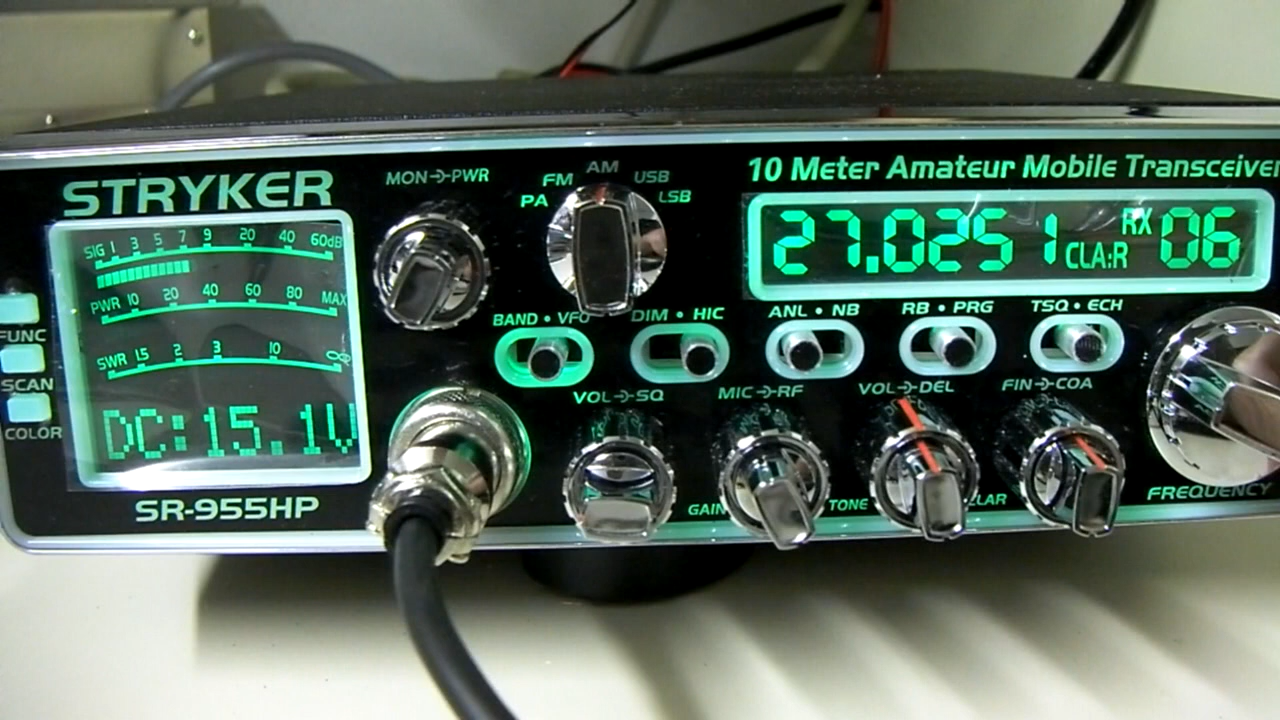 STRYKER
MON→PWR
PA FM AM USB LSB
10 Meter Amateur Mobile Transceiver
27.0251 CLA:R RX 06
SIG 1 3 5 7 9 20 40 60dB
PWR 10 20 40 60 80 MAX
SWR 1.5 2 3 10 ∞
DC:15.1V
FUNC
SCAN
COLOR
SR-955HP
BAND • VFO
DIM • HIC
ANL • NB
RB • PRG
TSQ • ECH
VOL→SQ
MIC→RF
VOL→DEL
FIN→COA
GAIN
TONE
CLAR
FREQUENCY